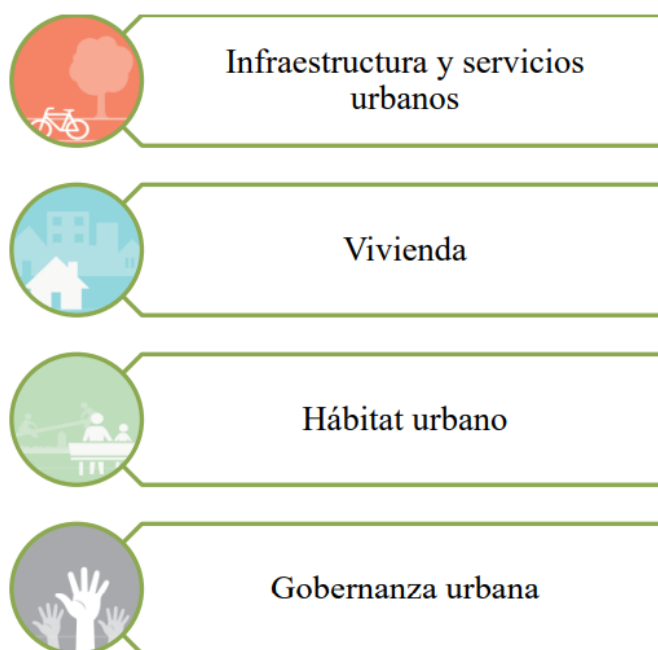 Infraestructura y servicios
urbanos
Vivienda
Hábitat urbano
Gobernanza urbana